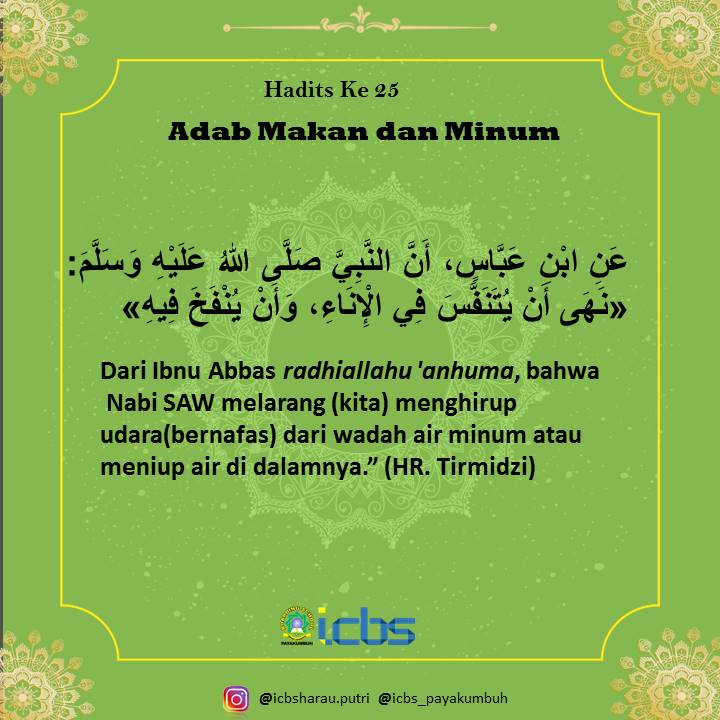 Hadits Ke 25
Adab Makan dan Minum
عَنِ ابْنِ عَبَّاسٍ، أَنَّ النَّبِيَّ صَلَّى اللهُ عَلَيْهِ وَسَلَّمَ:
«نَهَى أَنْ يُتَنَفَّسَ فِي الْإِنَاءِ، وَأَنْ يُنْفَخَ فِيهِ»
Dari Ibnu Abbas radhiallahu 'anhuma, bahwa
Nabi SAW melarang (kita) menghirup
udara(bernafas) dari wadah air minum atau
meniup air di dalamnya.” (HR. Tirmidzi)
PAYAKUMBUH
icbs
@icbsharau.putri @icbs_payakumbuh